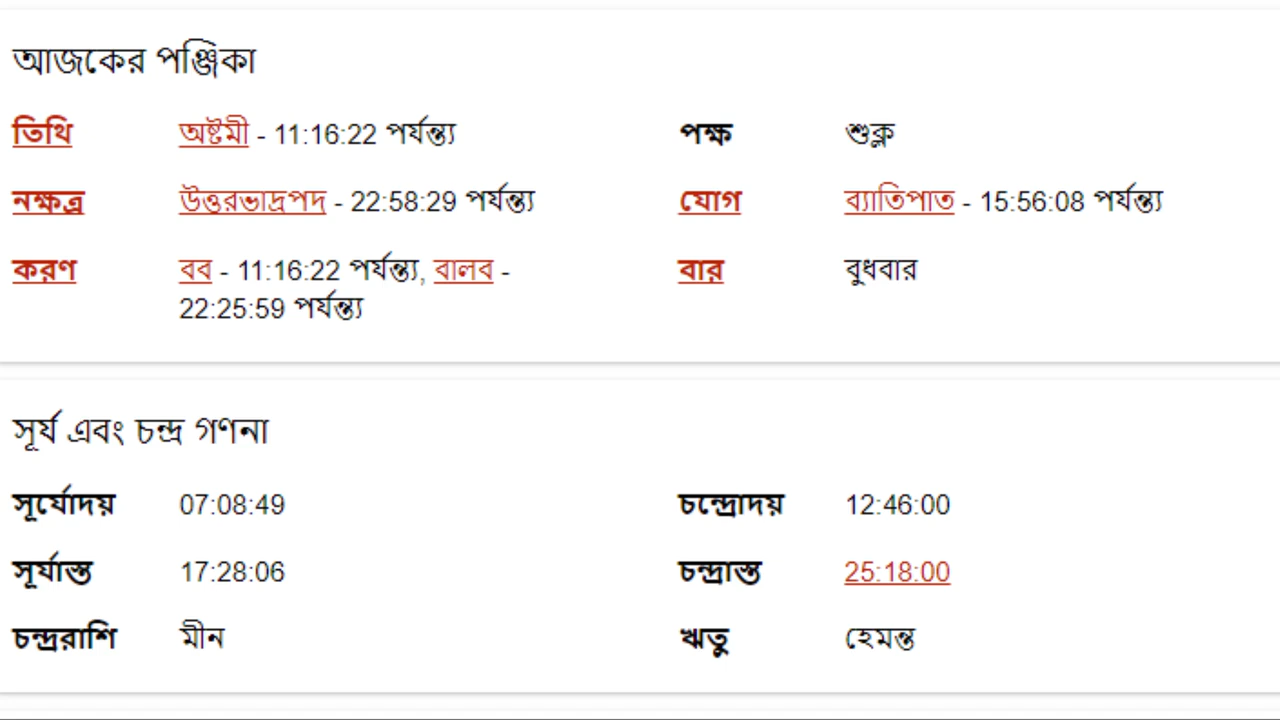 আজকের পঞ্জিকা
তিথি অষ্টমী - 11:16:22 পর্যন্ত্য পক্ষ শুক্ল
নক্ষত্র উত্তরভাদ্রপদ - 22:58:29 পর্যন্ত্য যোগ ব্যাতিপাত - 15:56:08 পর্যন্ত্য
করণ বব - 11:16:22 পর্যন্ত্য, বালব - বার বুধবার
22:25:59 পর্যন্ত্য
সূর্য এবং চন্দ্র গণনা
সূর্যোদয় 07:08:49 চন্দ্রোদয় 12:46:00
সূর্যাস্ত 17:28:06 চন্দ্রাস্ত 25:18:00
চন্দ্ররাশি মীন ঋতু হেমন্ত